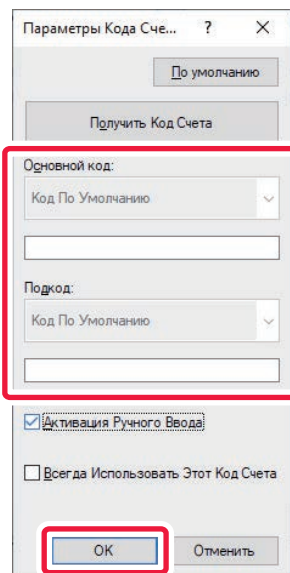 Параметры Кода Сче... ? ×
По умолчанию
Получить Код Счета
Основной код:
Код По Умолчанию
Подкод:
Код По Умолчанию
Активация Ручного Ввода
Всегда Использовать Этот Код Счета
OK Отменить